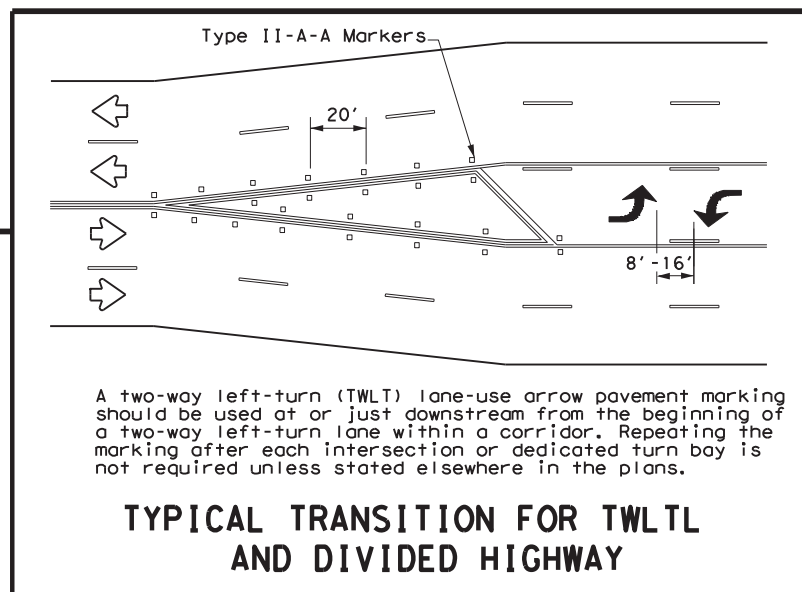 Type II-A-A Markers
20'
8' -16'
A two-way left-turn (TWLT) lane-use arrow pavement marking
should be used at or just downstream from the beginning of
a two-way left-turn lane within a corridor. Repeating the
marking after each intersection or dedicated turn bay is
not required unless stated elsewhere in the plans.
TYPICAL TRANSITION FOR TWLTL
AND DIVIDED HIGHWAY